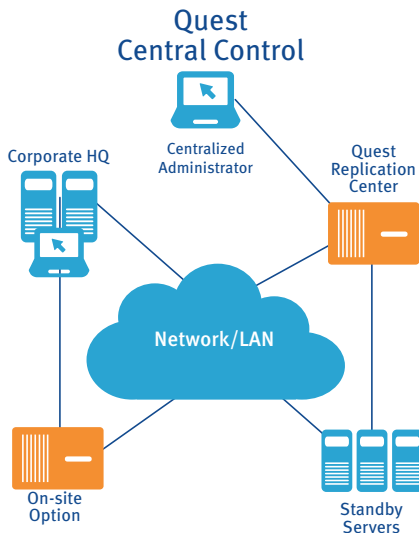 Quest
Central Control
Centralized
Administrator
Corporate HQ
Quest
Replication
Center
Network/LAN
On-site
Option
Standby
Servers